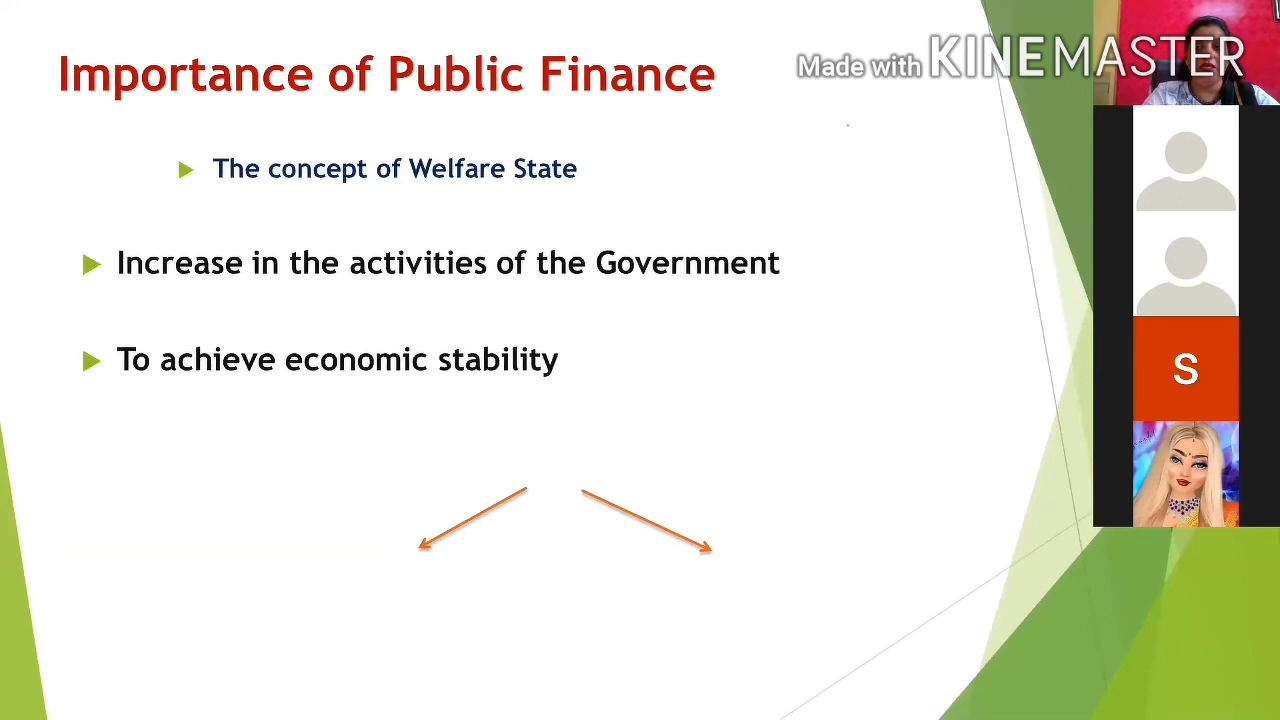 Importance of Public Finance
Made with KINEMASTER
The concept of Welfare State
Increase in the activities of the Government
To achieve economic stability
S